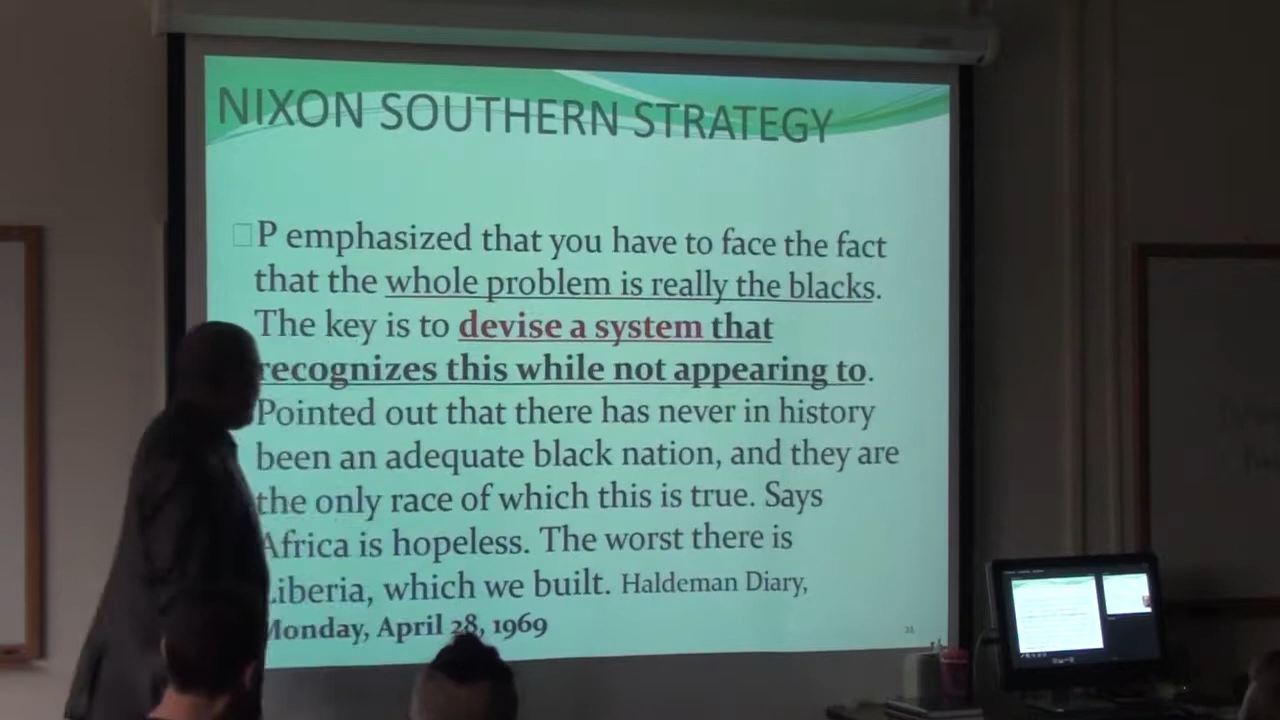 NIXON SOUTHERN STRATEGY
P emphasized that you have to face the fact
that the whole problem is really the blacks.
The key is to devise a system that
recognizes this while not appearing to.
Pointed out that there has never in history
been an adequate black nation, and they are
the only race of which this is true. Says
Africa is hopeless. The worst there is
Liberia, which we built. Haldeman Diary,
Monday, April 28, 1969